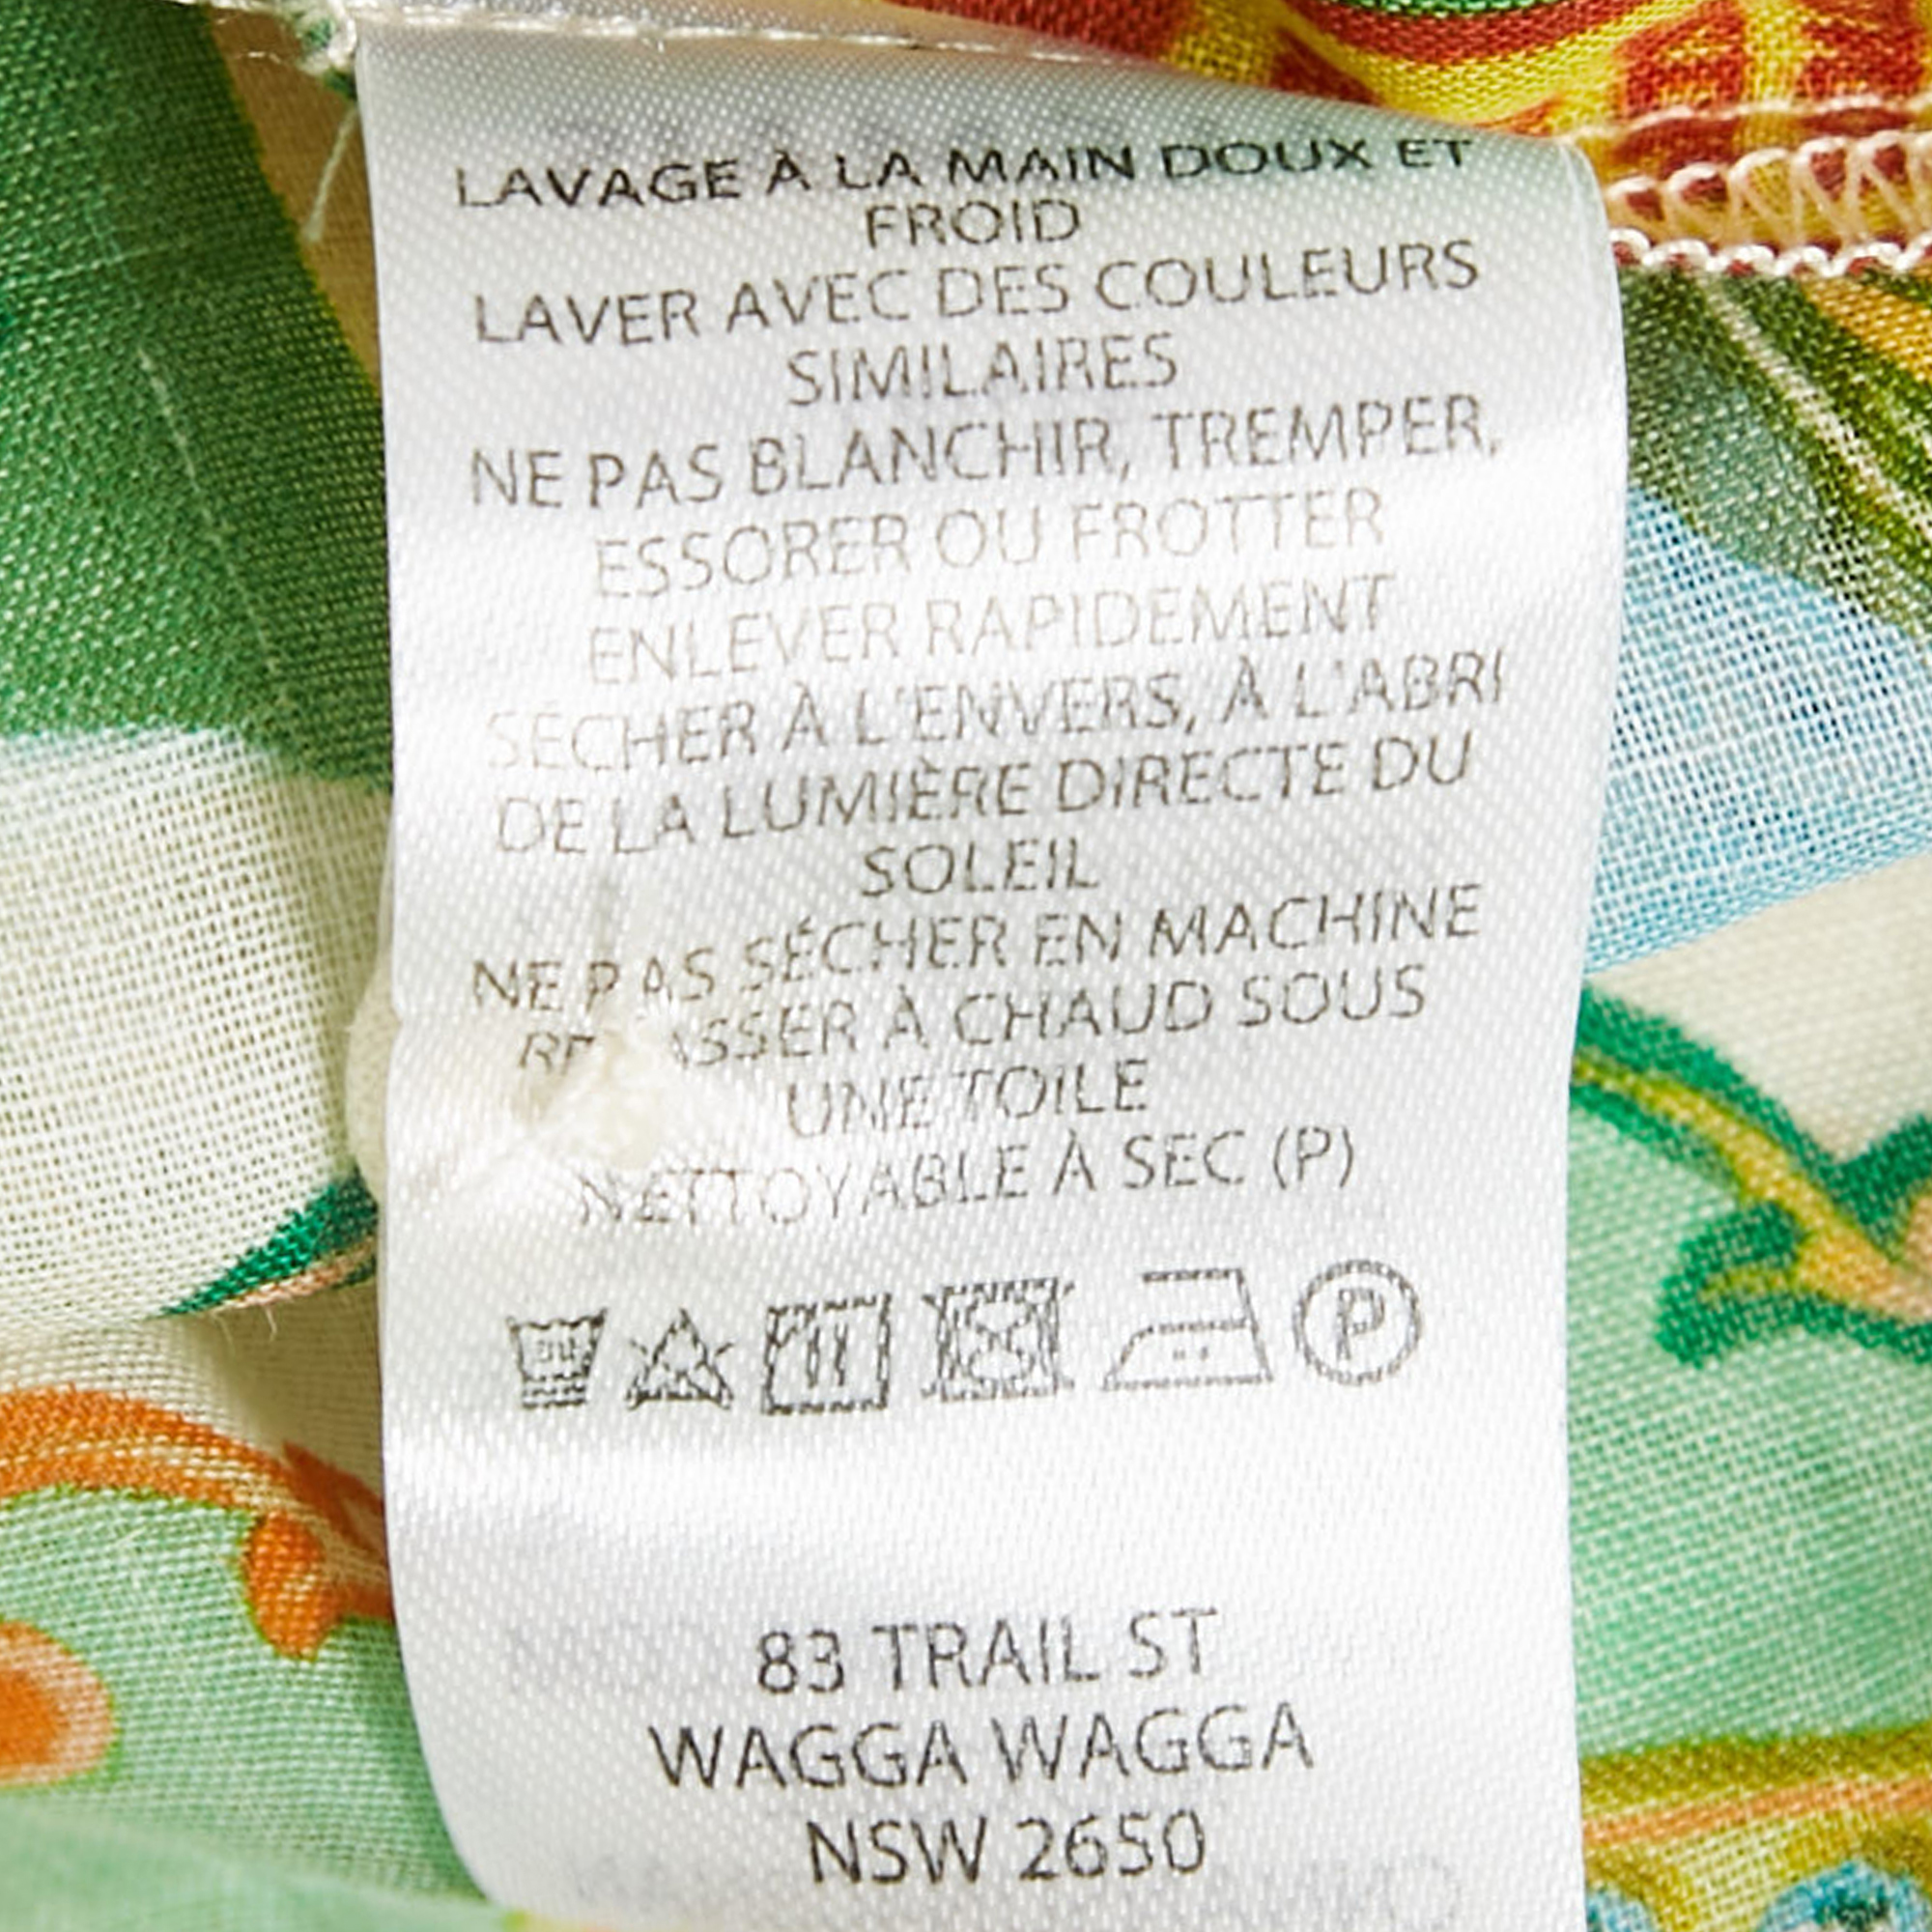 LAVAGE À LA MAIN DOUX ET
FROID
LAVER AVEC DES COULEURS
SIMILAIRES
NE PAS BLANCHIR, TREMPER,
ESSORER OU FROTTER
ENLEVER RAPIDEMENT
SÉCHER À L'ENVERS, À L'ABRI
DE LA LUMIÈRE DIRECTE DU
SOLEIL
NE PAS SÉCHER EN MACHINE
REPASSER À CHAUD SOUS
UNE TOILE
NETTOYABLE À SEC (P)
P
83 TRAIL ST
WAGGA WAGGA
NSW 2650